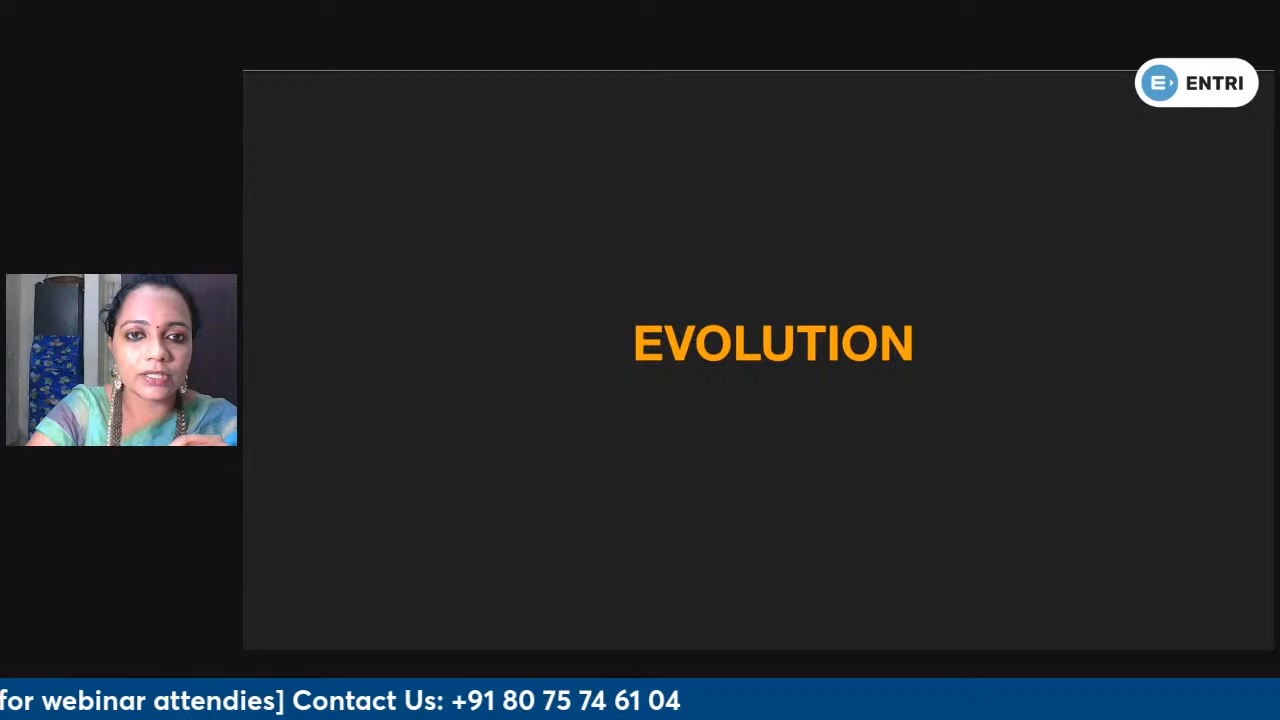 ENTRI
EVOLUTION
for webinar attendies] Contact Us: +91 80 75 74 61 04